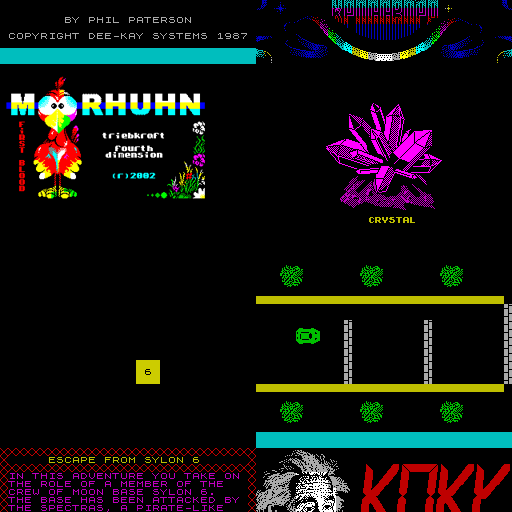 BY PHIL PATERSON
COPYRIGHT DEE-KAY SYSTEMS 1987
MOORHUHN
FIRST BLOOD
triebkraft
fourth
dimension
(r)2002
CRYSTAL
6
ESCAPE FROM SYLON 6
IN THIS ADVENTURE YOU TAKE ON
THE ROLE OF A MEMBER OF THE
CREW OF MOON BASE SYLON 6.
THE BASE HAS BEEN ATTACKED BY
THE SPECTRAS, A PIRATE-LIKE
KOKY